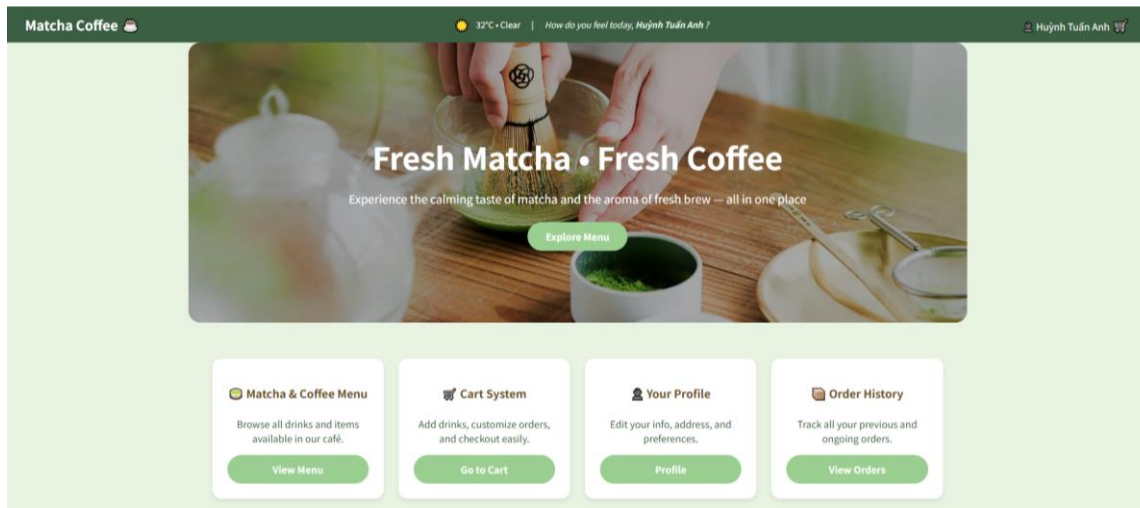 Matcha Coffee ☕
32°C • Clear | How do you feel today, Huỳnh Tuấn Anh ?
Huỳnh Tuấn Anh
Fresh Matcha • Fresh Coffee
Experience the calming taste of matcha and the aroma of fresh brew — all in one place
Explore Menu
🍵 Matcha & Coffee Menu
Browse all drinks and items
available in our café.
View Menu
🛒 Cart System
Add drinks, customize orders,
and checkout easily.
Go to Cart
👤 Your Profile
Edit your info, address, and
preferences.
Profile
Order History
Track all your previous and
ongoing orders.
View Orders